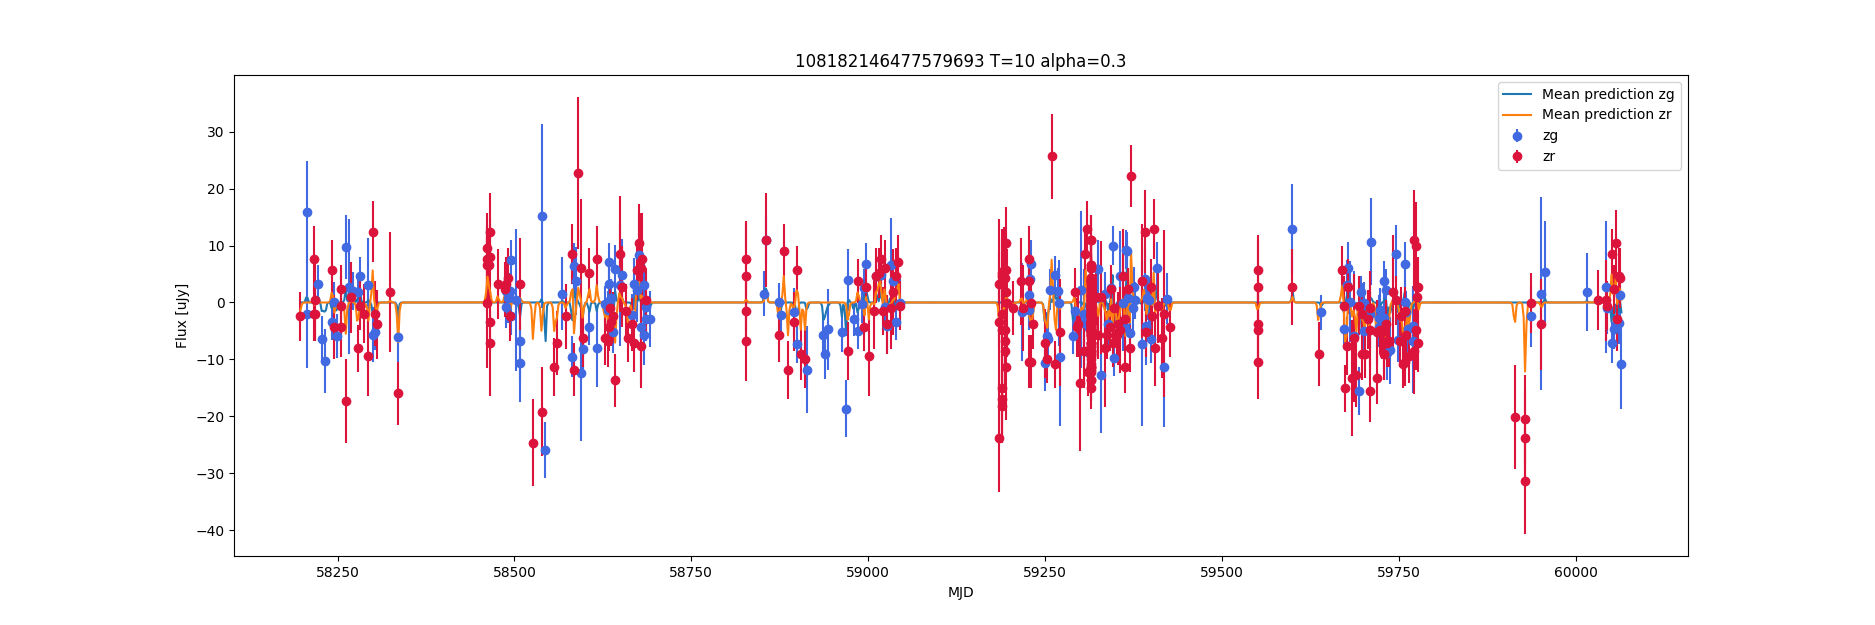 108182146477579693 T=10 alpha=0.3
Mean prediction zg
Mean prediction zr
zg
zr
Flux [uJy]
30
20
10
0
−10
−20
−30
−40
58250
58500
58750
59000
59250
59500
59750
60000
MJD